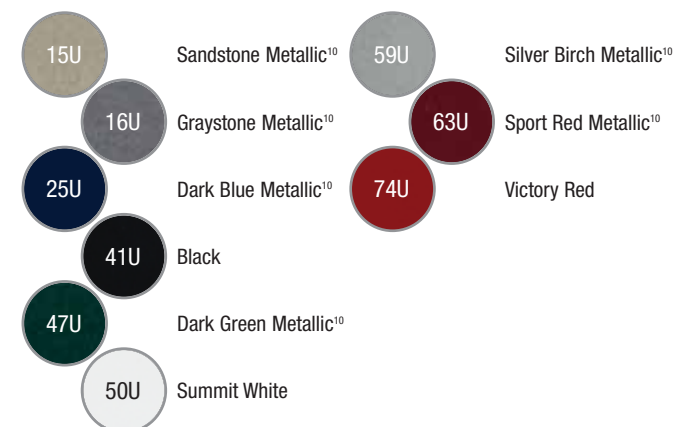 15U Sandstone Metallic¹⁰
16U Graystone Metallic¹⁰
25U Dark Blue Metallic¹⁰
41U Black
47U Dark Green Metallic¹⁰
50U Summit White
59U Silver Birch Metallic¹⁰
63U Sport Red Metallic¹⁰
74U Victory Red